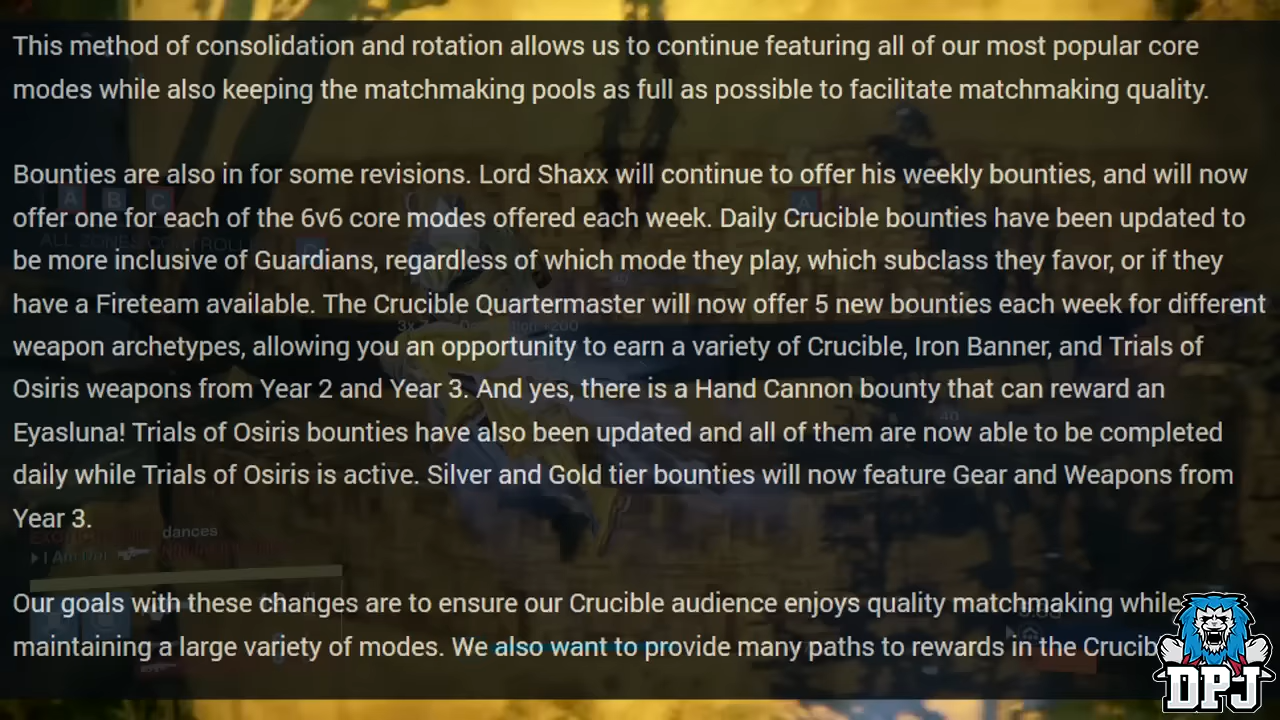 This method of consolidation and rotation allows us to continue featuring all of our most popular core
modes while also keeping the matchmaking pools as full as possible to facilitate matchmaking quality.
Bounties are also in for some revisions. Lord Shaxx will continue to offer his weekly bounties, and will now
offer one for each of the 6v6 core modes offered each week. Daily Crucible bounties have been updated to
be more inclusive of Guardians, regardless of which mode they play, which subclass they favor, or if they
have a Fireteam available. The Crucible Quartermaster will now offer 5 new bounties each week for different
weapon archetypes, allowing you an opportunity to earn a variety of Crucible, Iron Banner, and Trials of
Osiris weapons from Year 2 and Year 3. And yes, there is a Hand Cannon bounty that can reward an
Eyasluna! Trials of Osiris bounties have also been updated and all of them are now able to be completed
daily while Trials of Osiris is active. Silver and Gold tier bounties will now feature Gear and Weapons from
Year 3.
dances
Our goals with these changes are to ensure our Crucible audience enjoys quality matchmaking while
maintaining a large variety of modes. We also want to provide many paths to rewards in the Crucib
DPJ
A B C
A
ALL ZONES CONTROLL